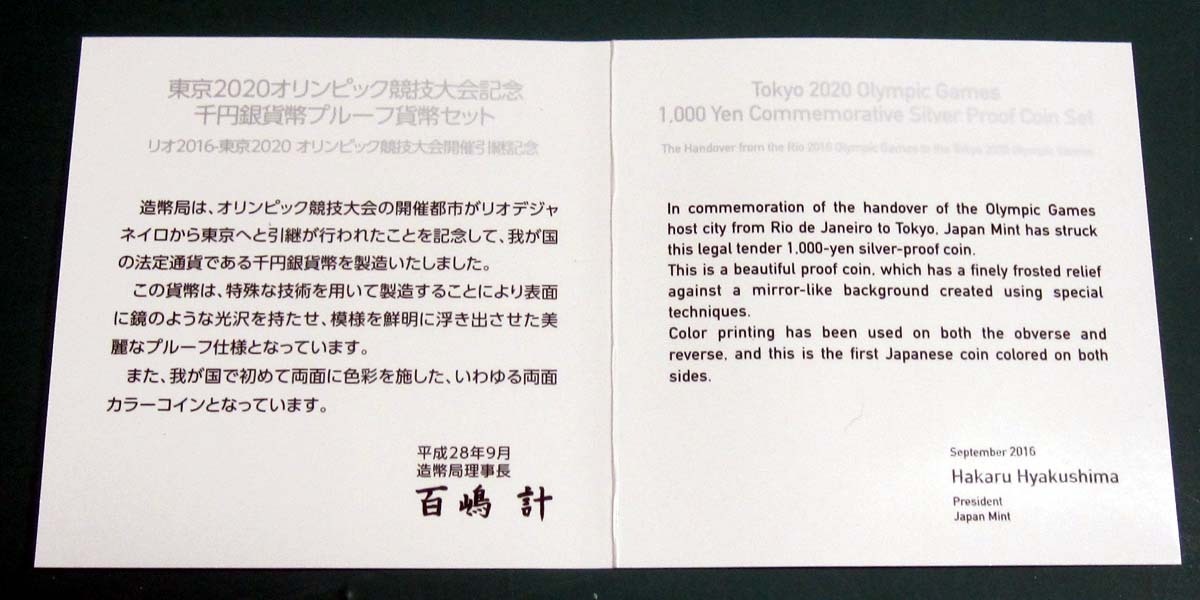 東京2020オリンピック競技大会記念
千円銀貨幣プルーフ貨幣セット
リオ2016-東京2020 オリンピック競技大会開催引継記念
造幣局は、オリンピック競技大会の開催都市がリオデジャ
ネイロから東京へと引継が行われたことを記念して、我が国
の法定通貨である千円銀貨幣を製造いたしました。
この貨幣は、特殊な技術を用いて製造することにより表面
に鏡のような光沢を持たせ、模様を鮮明に浮き出させた美
麗なプルーフ仕様となっています。
また、我が国で初めて両面に色彩を施した、いわゆる両面
カラーコインとなっています。
平成28年9月
造幣局理事長
百嶋 計
Tokyo 2020 Olympic Games
1,000 Yen Commemorative Silver Proof Coin Set
The Handover from the Rio 2016 Olympic Games to the Tokyo 2020 Olympic Games
In commemoration of the handover of the Olympic Games
host city from Rio de Janeiro to Tokyo, Japan Mint has struck
this legal tender 1,000-yen silver-proof coin.
This is a beautiful proof coin, which has a finely frosted relief
against a mirror-like background created using special
techniques.
Color printing has been used on both the obverse and
reverse, and this is the first Japanese coin colored on both
sides.
September 2016
Hakaru Hyakushima
President
Japan Mint